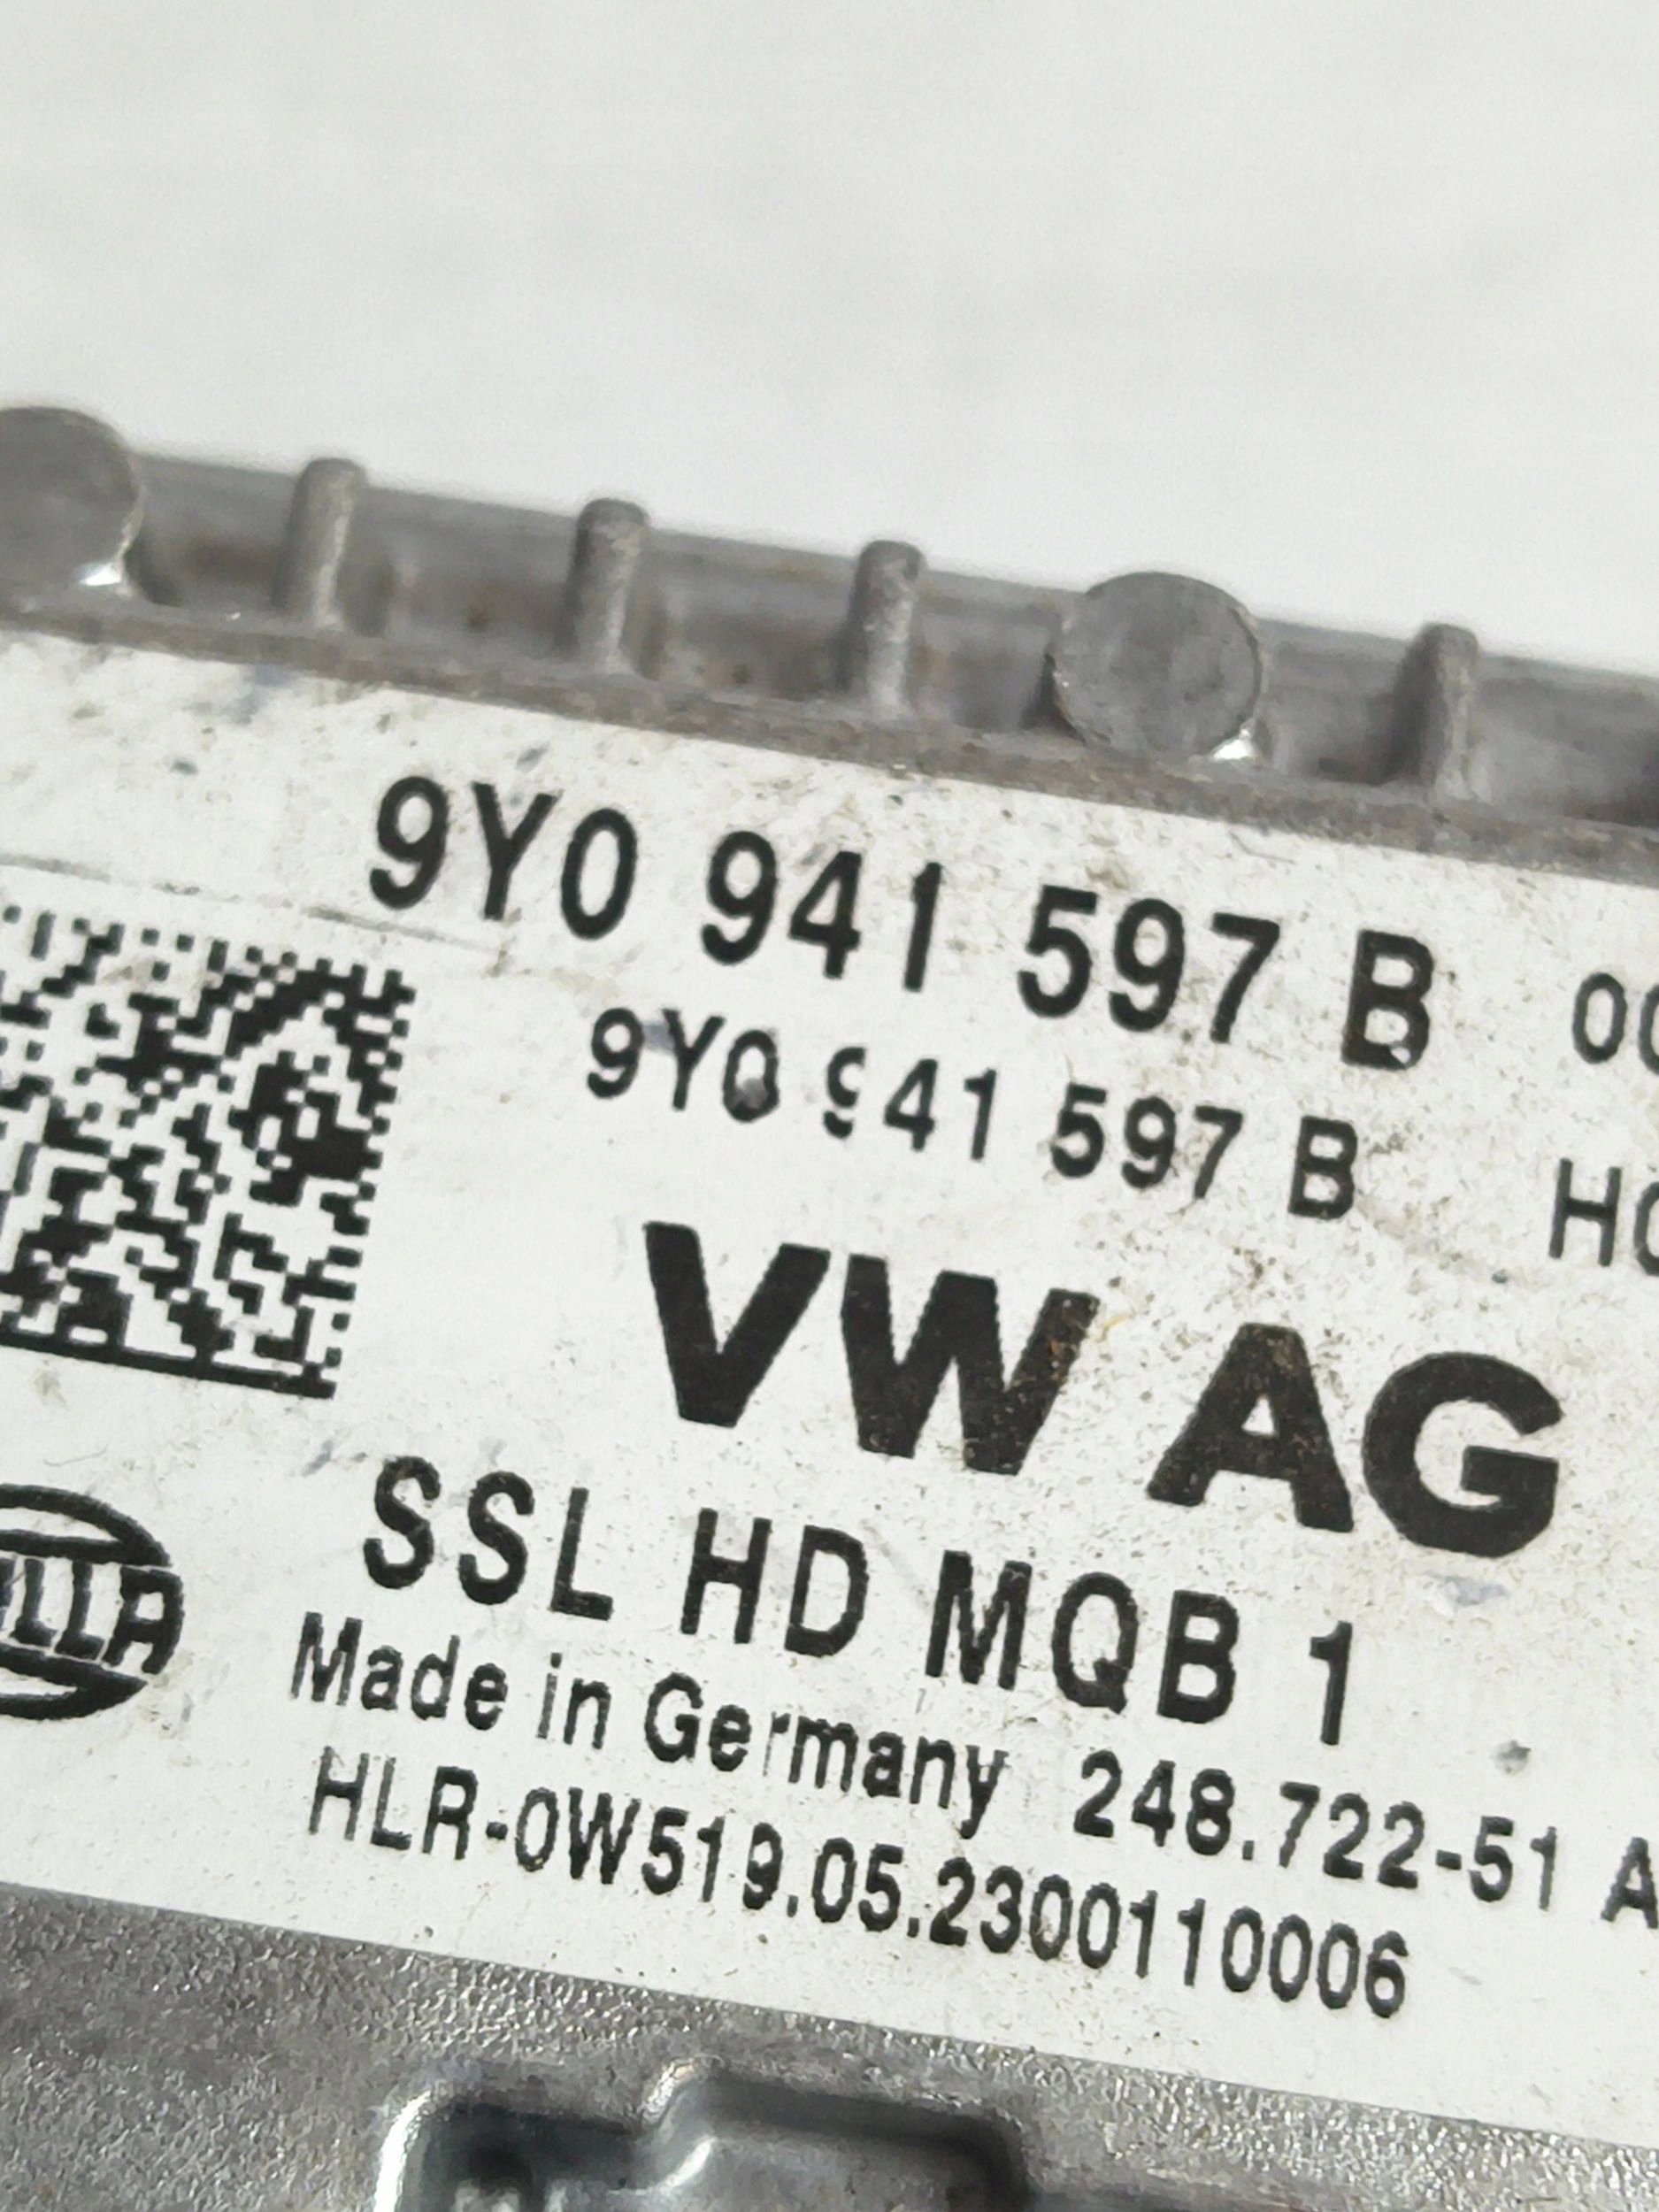 9Y0 941 597 B
9Y0 941 597 B
VW AG
SSL HD MQB 1
Made in Germany 248.722-51 A
HLR-0W519.05.2300110006